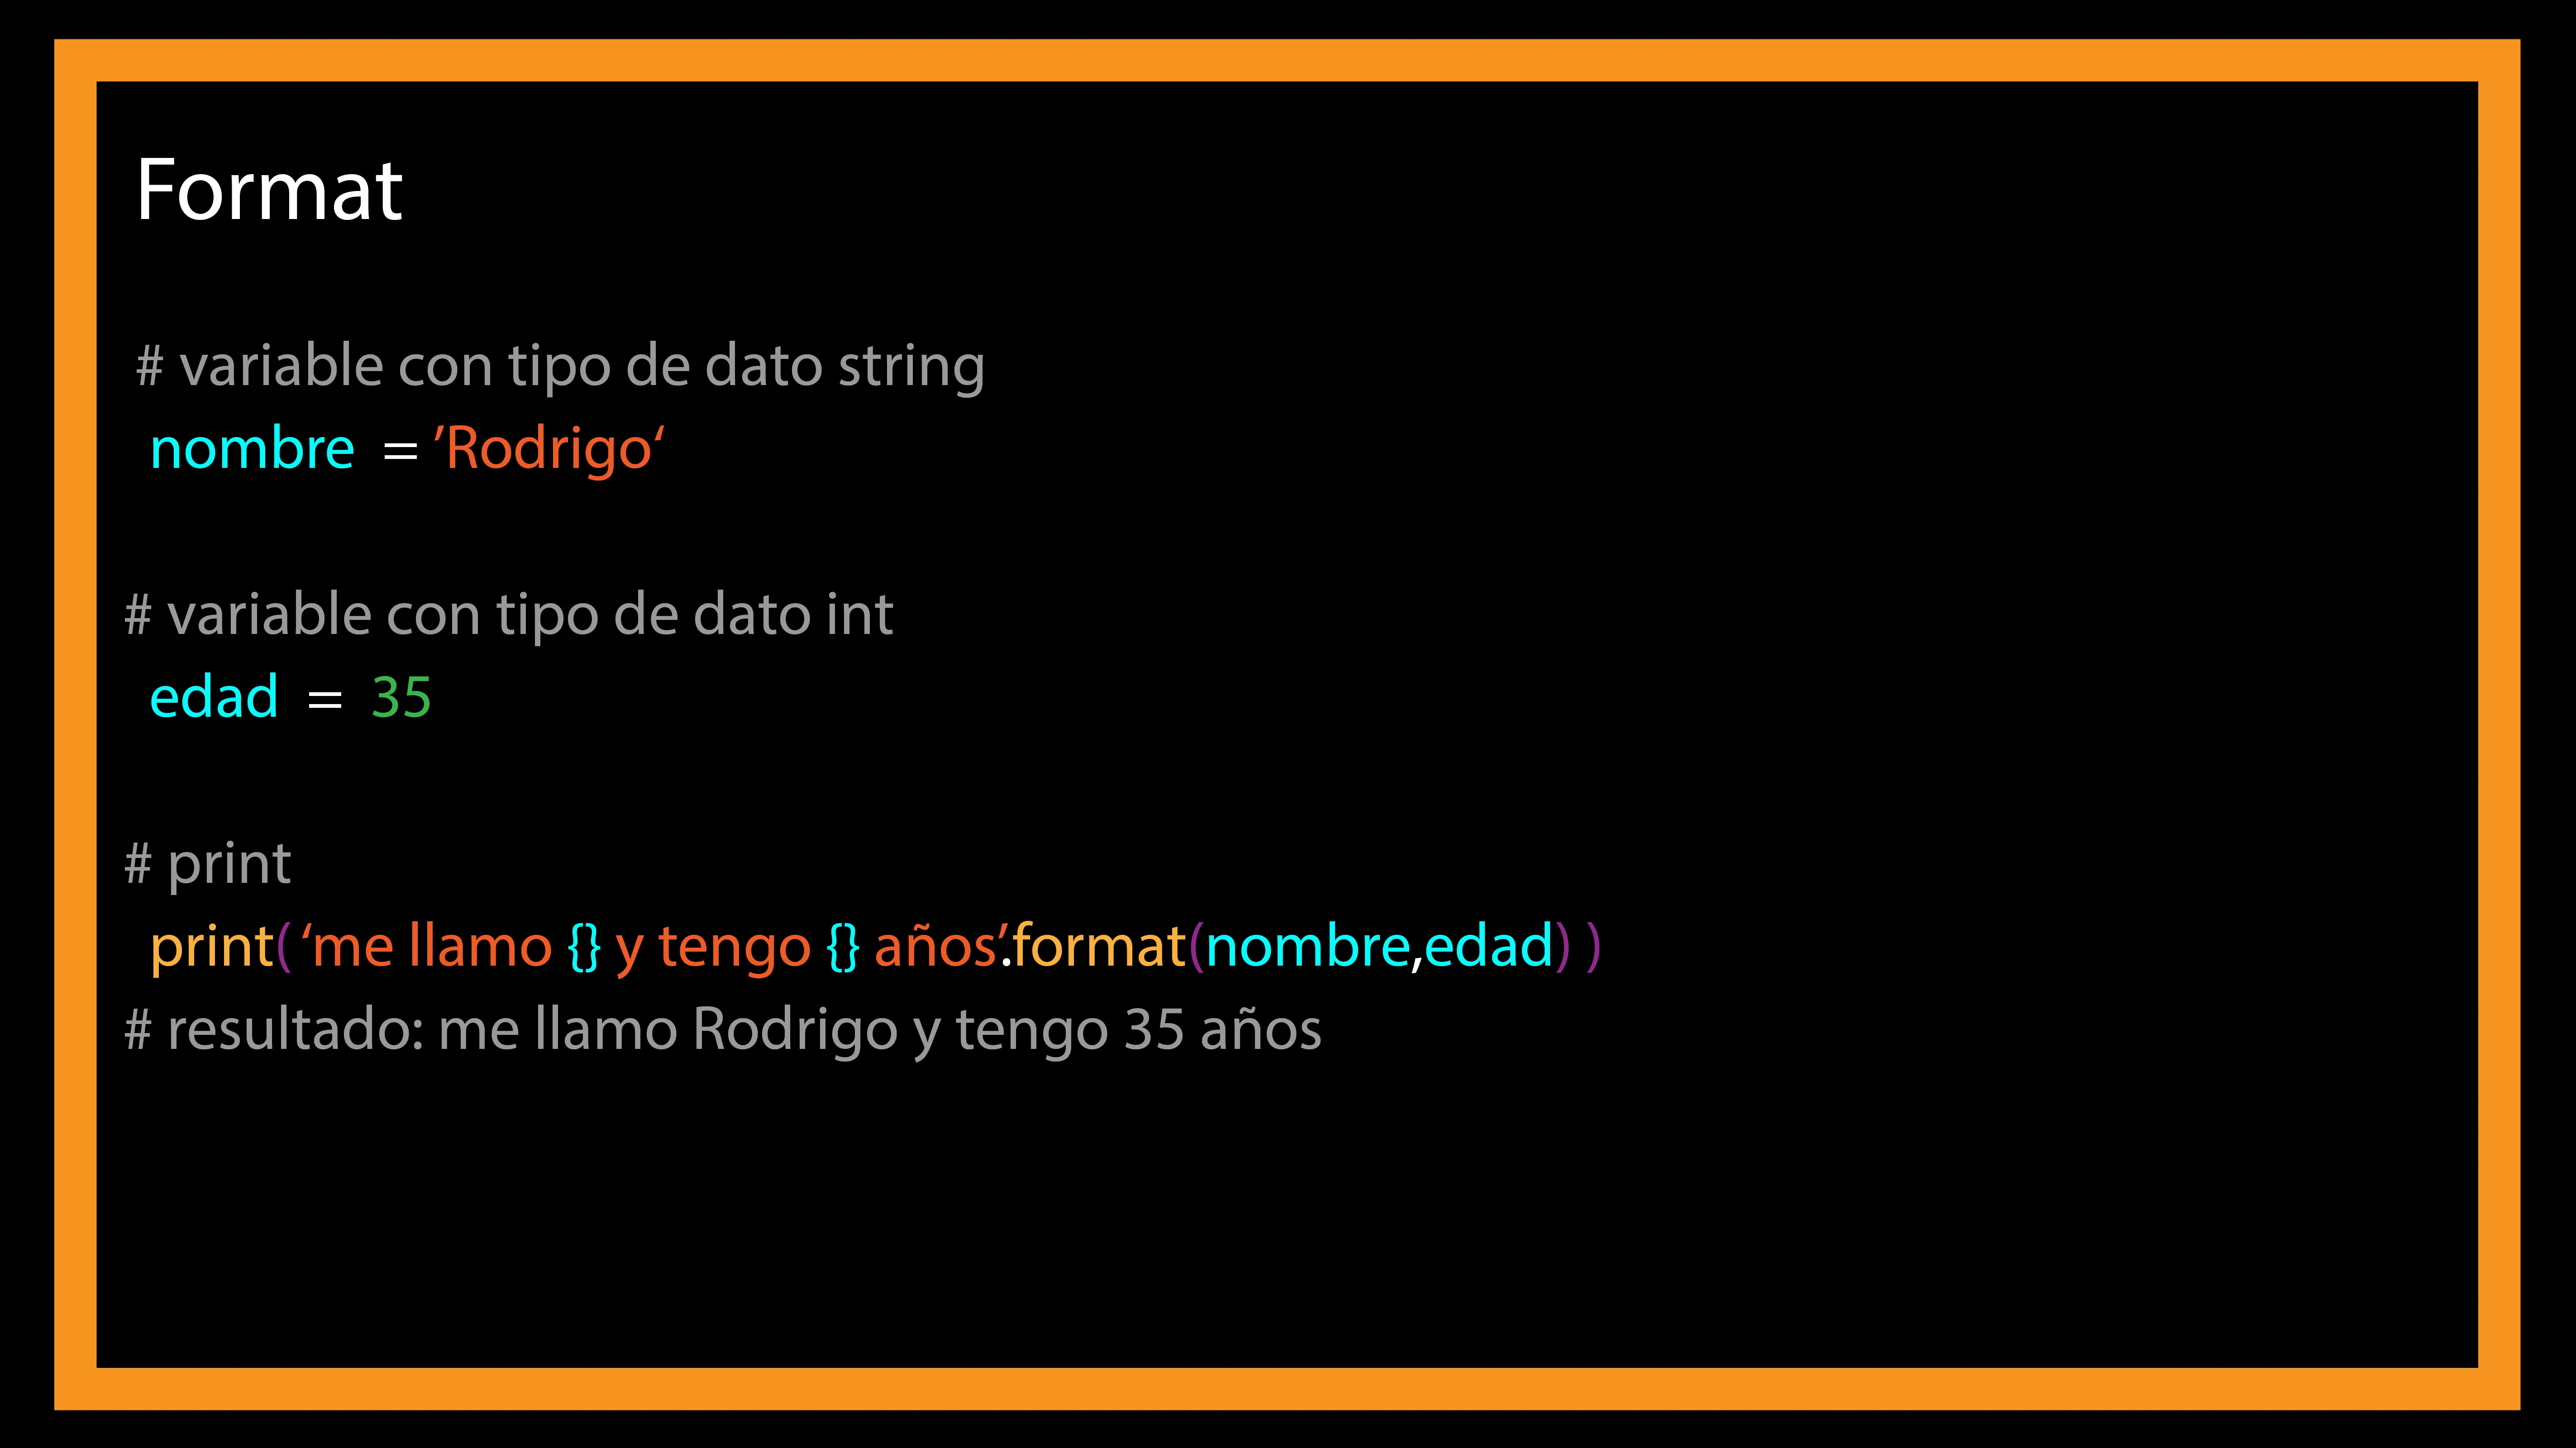 Format
# variable con tipo de dato string
nombre = ’Rodrigo‘
# variable con tipo de dato int
edad = 35
# print
print( ‘me llamo {} y tengo {} años’.format(nombre,edad) )
# resultado: me llamo Rodrigo y tengo 35 años